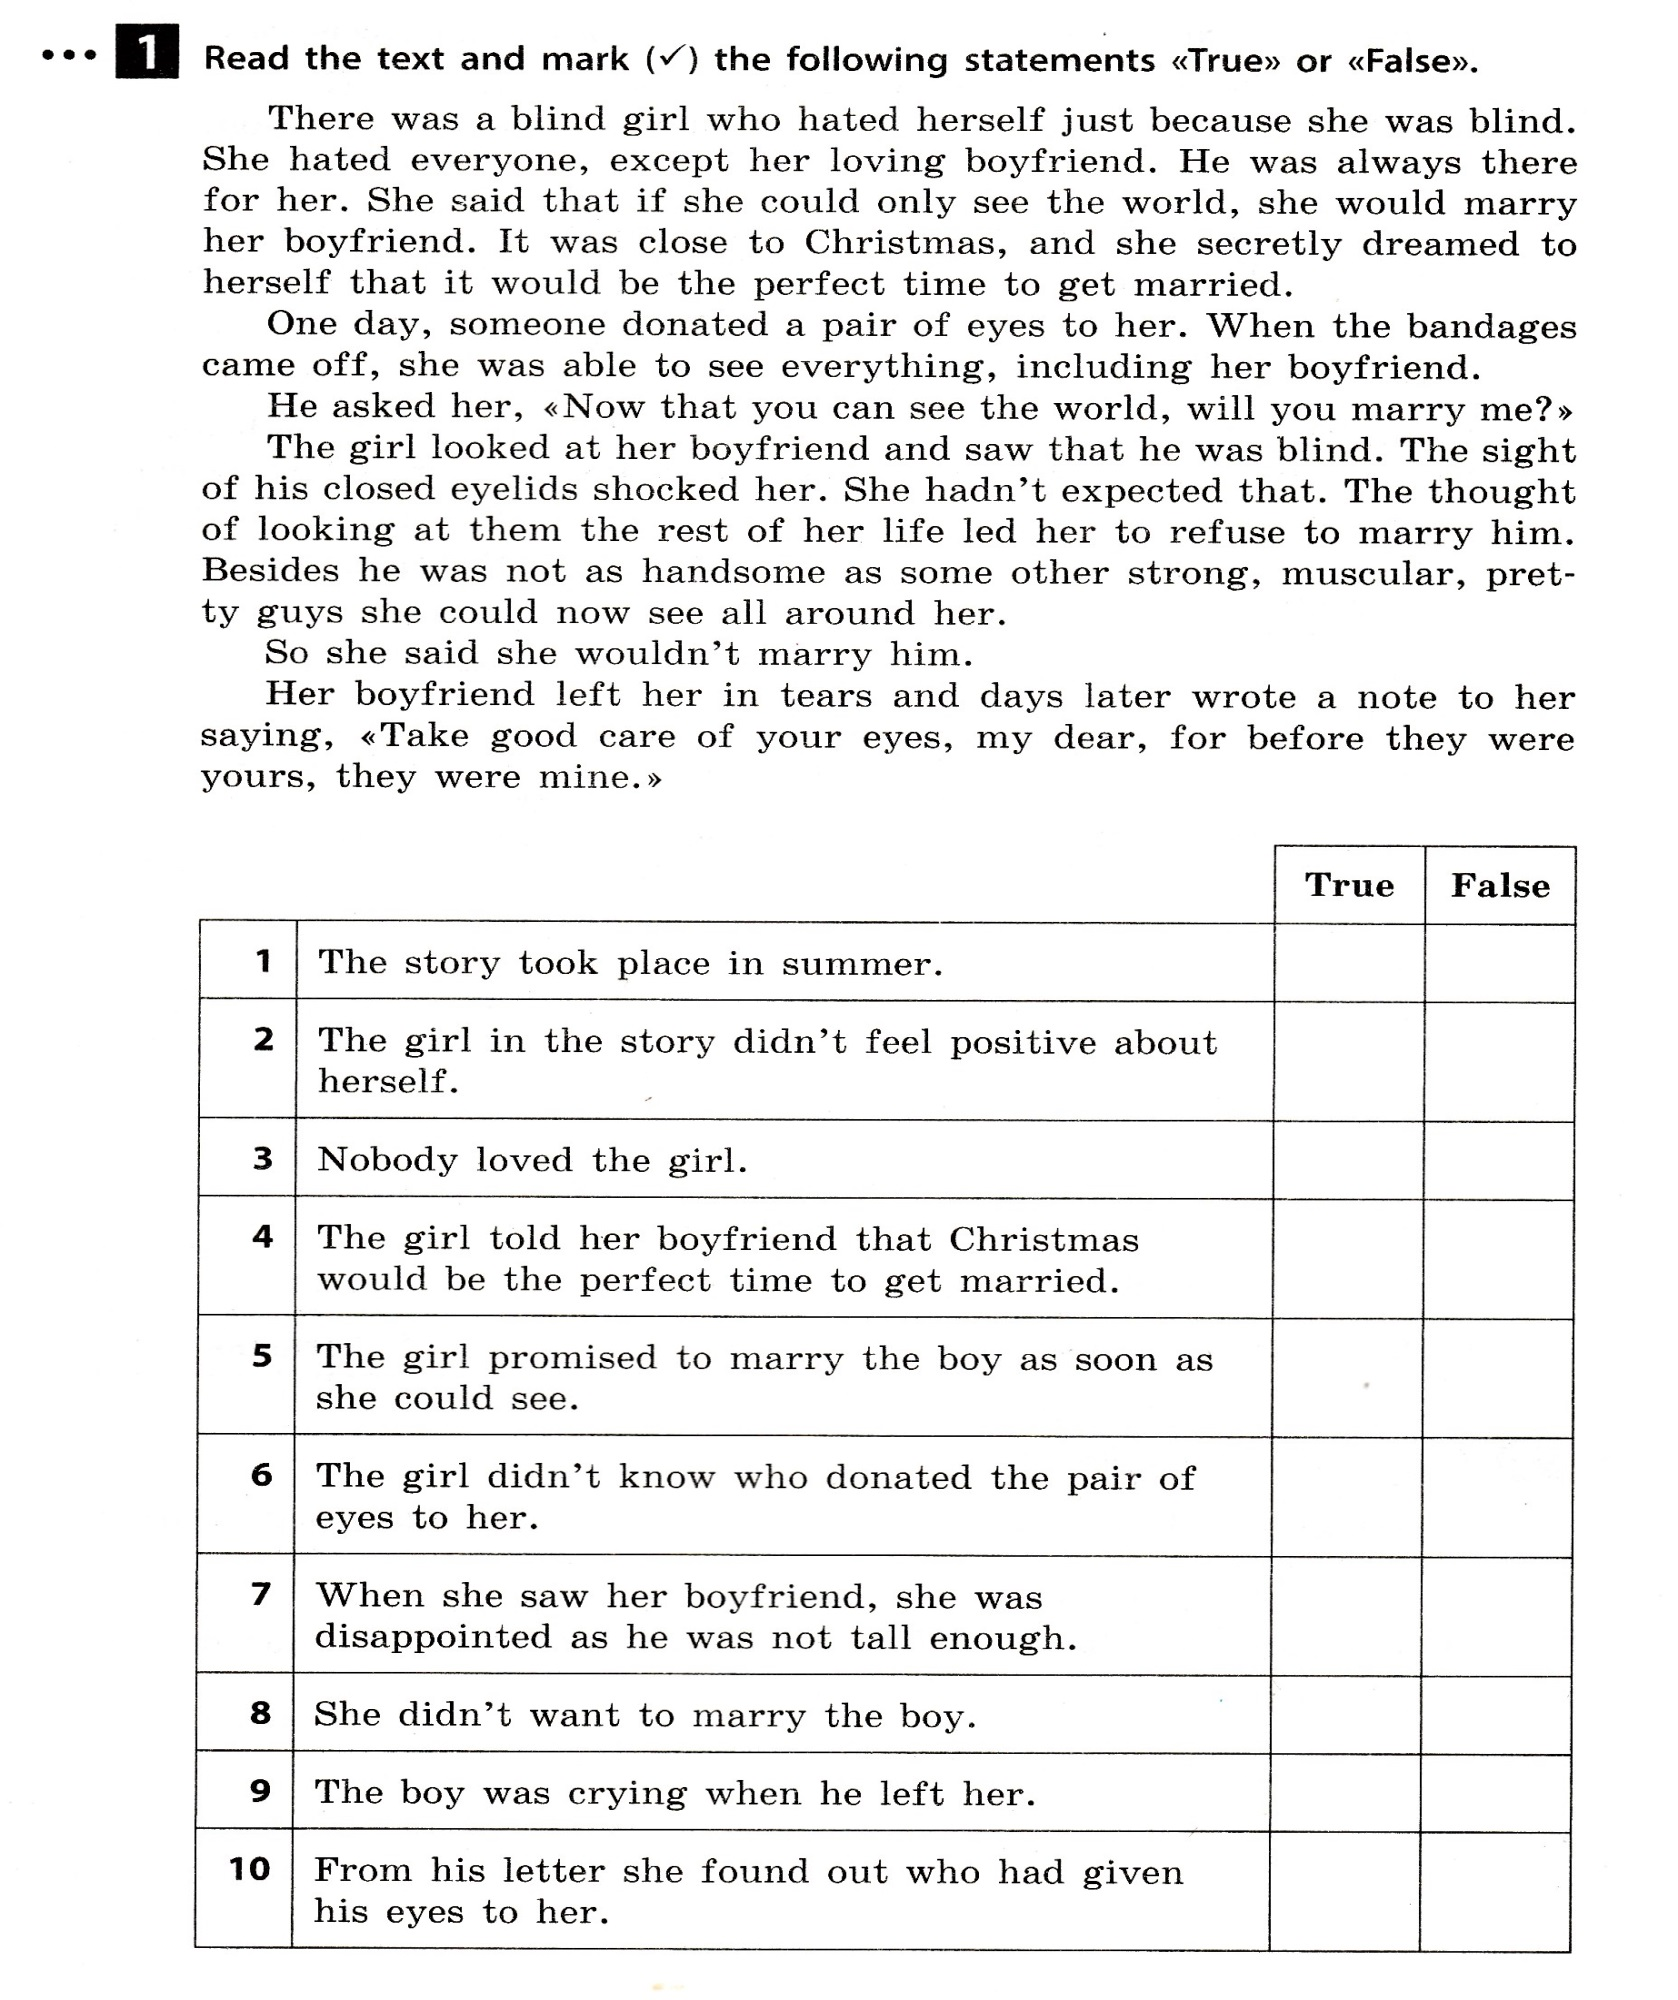 ••• 1 Read the text and mark (✓) the following statements «True» or «False».
There was a blind girl who hated herself just because she was blind.
She hated everyone, except her loving boyfriend. He was always there
for her. She said that if she could only see the world, she would marry
her boyfriend. It was close to Christmas, and she secretly dreamed to
herself that it would be the perfect time to get married.
One day, someone donated a pair of eyes to her. When the bandages
came off, she was able to see everything, including her boyfriend.
He asked her, «Now that you can see the world, will you marry me?»
The girl looked at her boyfriend and saw that he was blind. The sight
of his closed eyelids shocked her. She hadn’t expected that. The thought
of looking at them the rest of her life led her to refuse to marry him.
Besides he was not as handsome as some other strong, muscular, pret-
ty guys she could now see all around her.
So she said she wouldn’t marry him.
Her boyfriend left her in tears and days later wrote a note to her
saying, «Take good care of your eyes, my dear, for before they were
yours, they were mine.»
True False
1 The story took place in summer.
2 The girl in the story didn’t feel positive about
herself.
3 Nobody loved the girl.
4 The girl told her boyfriend that Christmas
would be the perfect time to get married.
5 The girl promised to marry the boy as soon as
she could see.
6 The girl didn’t know who donated the pair of
eyes to her.
7 When she saw her boyfriend, she was
disappointed as he was not tall enough.
8 She didn’t want to marry the boy.
9 The boy was crying when he left her.
10 From his letter she found out who had given
his eyes to her.